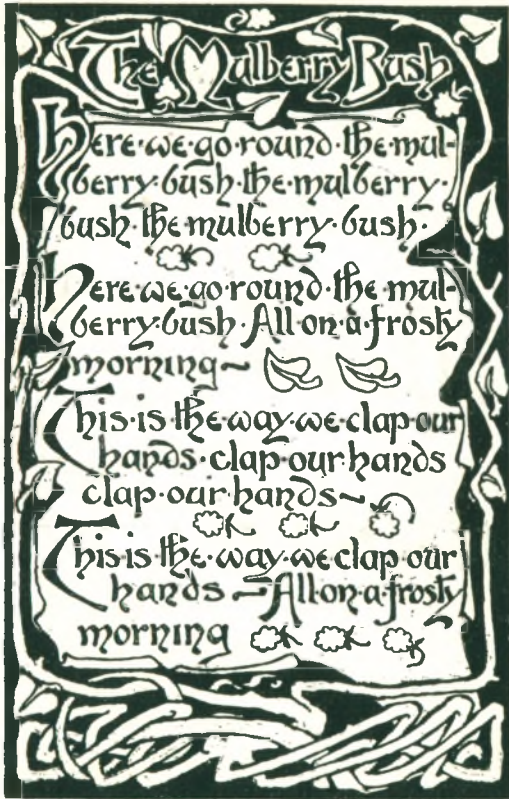 The Mulberry Bush
Here·we·go·round·the·mul-
berry·bush·the·mulberry·
bush·the·mulberry·bush·
Here·we·go·round·the·mul-
berry·bush·All·on·a·frosty
morning~
This·is·the·way·we·clap·our
hands·clap·our·hands
clap·our·hands~
This·is·the·way·we·clap·our
hands~All·on·a·frosty
morning